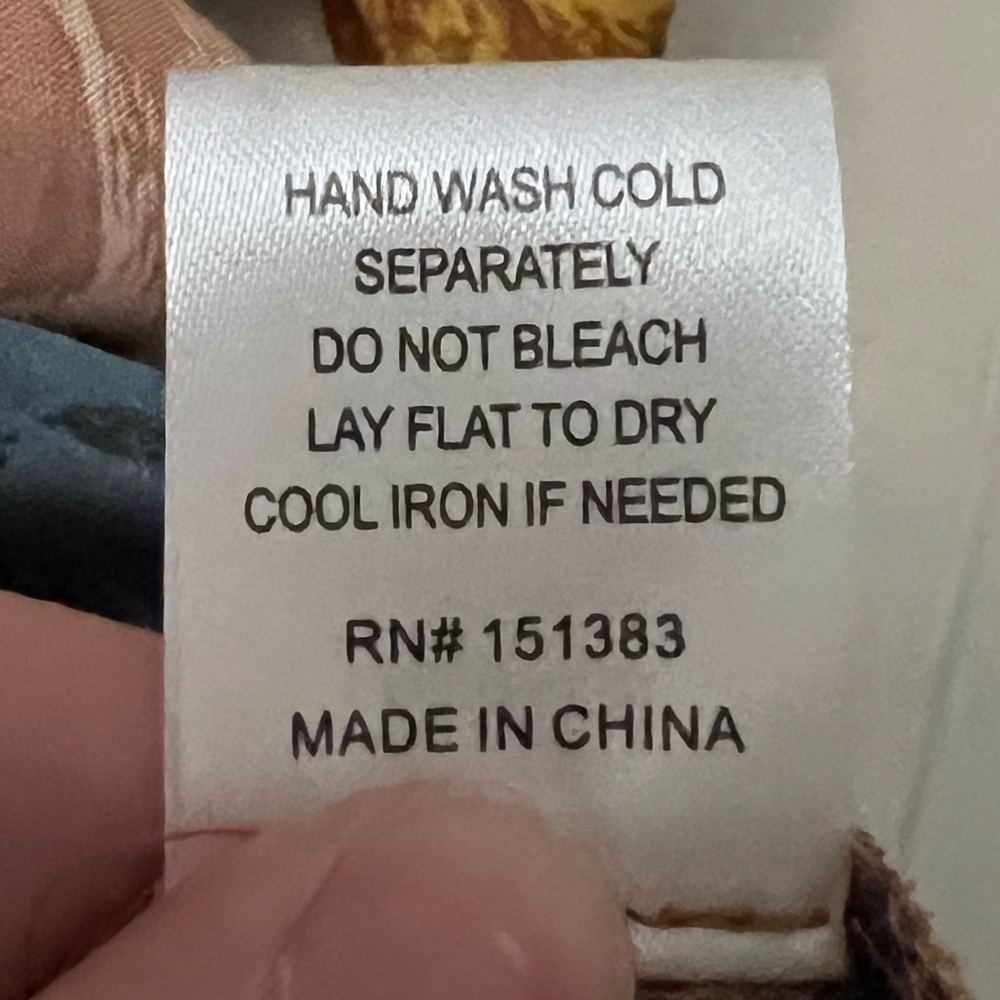 HAND WASH COLD
SEPARATELY
DO NOT BLEACH
LAY FLAT TO DRY
COOL IRON IF NEEDED
RN# 151383
MADE IN CHINA